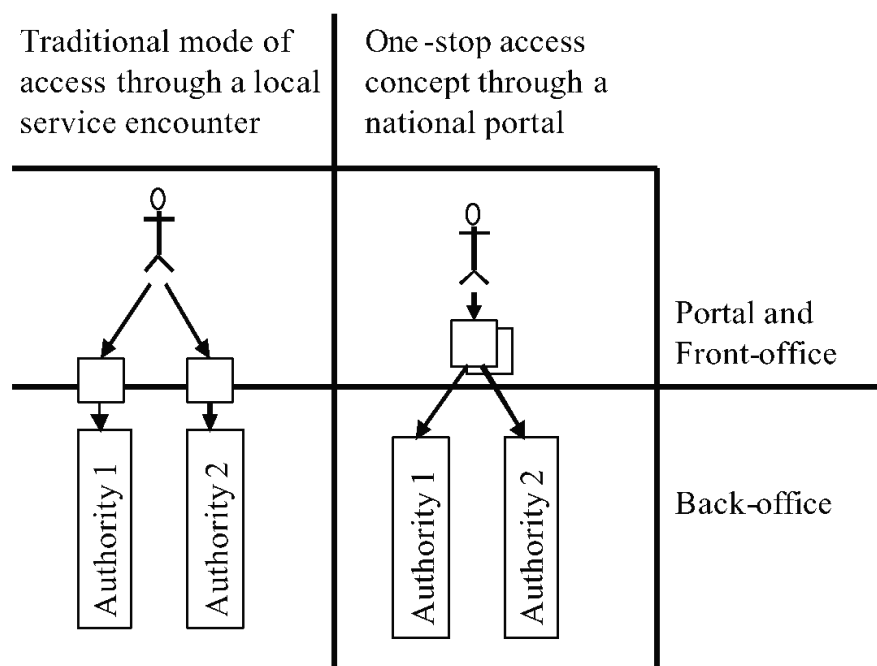 Traditional mode of
access through a local
service encounter
One-stop access
concept through a
national portal
Portal and
Front-office
Authority 1
Authority 2
Authority 1
Authority 2
Back-office